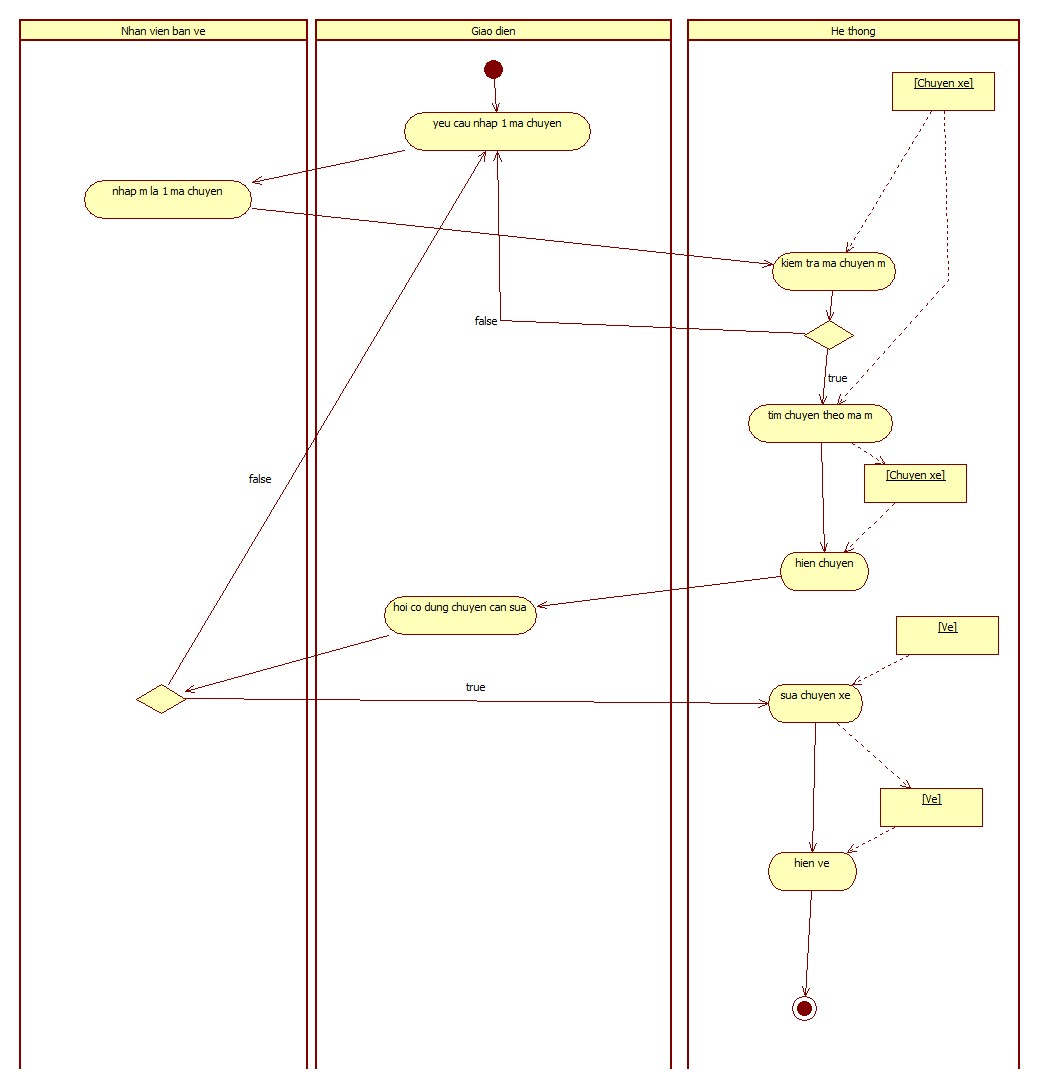 Nhan vien ban ve
Giao dien
He thong
[Chuyen xe]
yeu cau nhap 1 ma chuyen
nhap m la 1 ma chuyen
kiem tra ma chuyen m
false
true
tim chuyen theo ma m
false
[Chuyen xe]
hien chuyen
hoi co dung chuyen can sua
[Ve]
true
sua chuyen xe
[Ve]
hien ve